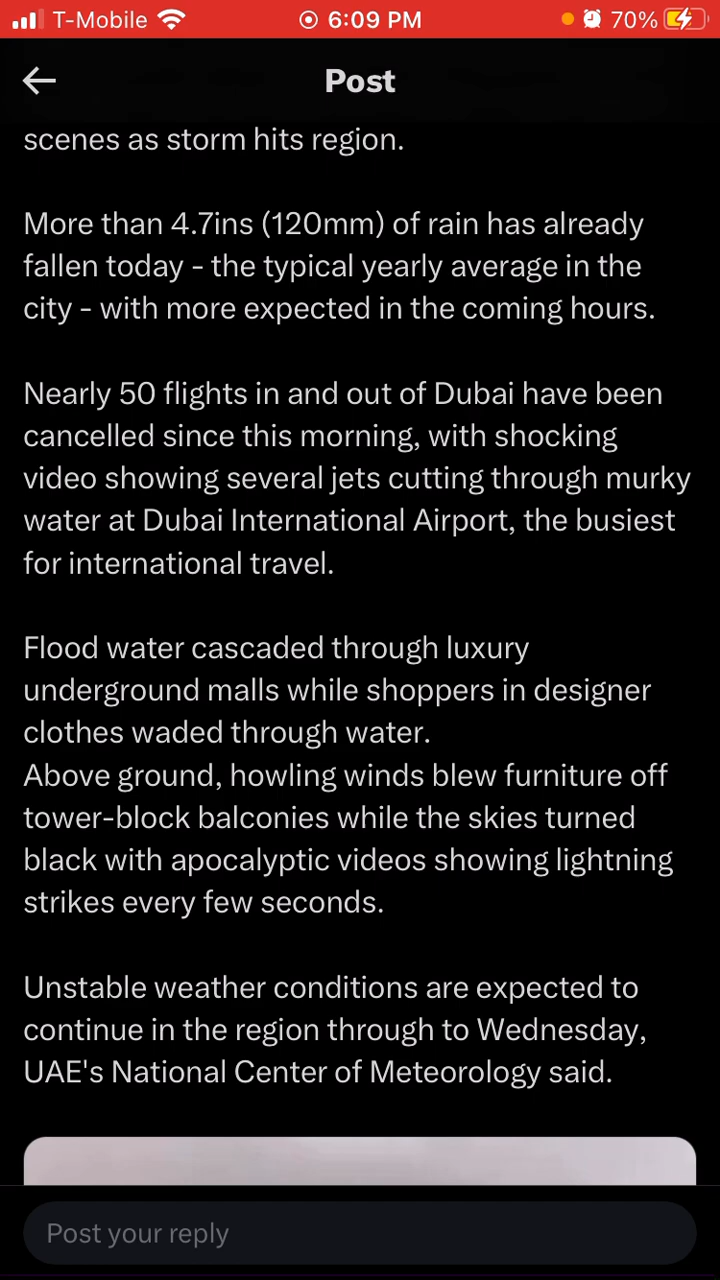 T-Mobile 6:09 PM 70%
Post
scenes as storm hits region.
More than 4.7ins (120mm) of rain has already
fallen today - the typical yearly average in the
city - with more expected in the coming hours.
Nearly 50 flights in and out of Dubai have been
cancelled since this morning, with shocking
video showing several jets cutting through murky
water at Dubai International Airport, the busiest
for international travel.
Flood water cascaded through luxury
underground malls while shoppers in designer
clothes waded through water.
Above ground, howling winds blew furniture off
tower-block balconies while the skies turned
black with apocalyptic videos showing lightning
strikes every few seconds.
Unstable weather conditions are expected to
continue in the region through to Wednesday,
UAE's National Center of Meteorology said.
Post your reply